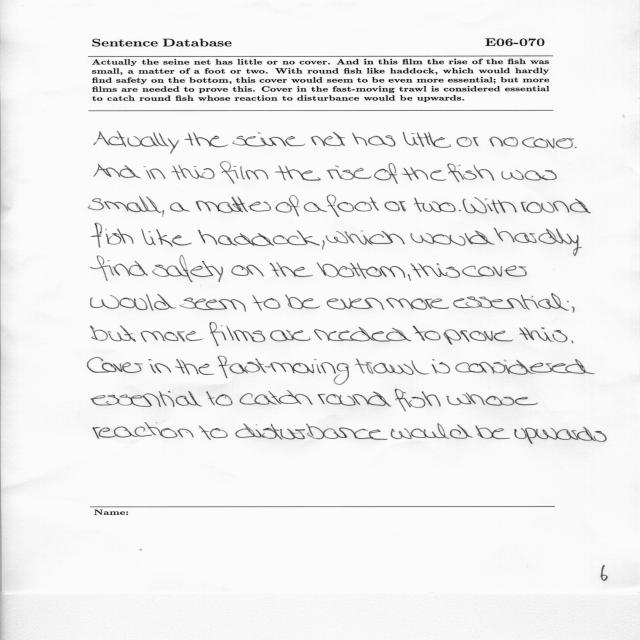 Sentence Database E06-070
Actually the seine net has little or no cover. And in this film the rise of the fish was
small, a matter of a foot or two. With round fish like haddock, which would hardly
find safety on the bottom, this cover would seem to be even more essential; but more
films are needed to prove this. Cover in the fast-moving trawl is considered essential
to catch round fish whose reaction to disturbance would be upwards.
Actually the seine net has little or no cover.
And in this film the rise of the fish was
small, a matter of a foot or two. With round
fish like haddock, which would hardly
find safety on the bottom, this cover
would seem to be even more essential;
but more films are needed to prove this.
Cover in the fast-moving trawl is considered
essential to catch round fish whose
reaction to disturbance would be upwards
Name:
6